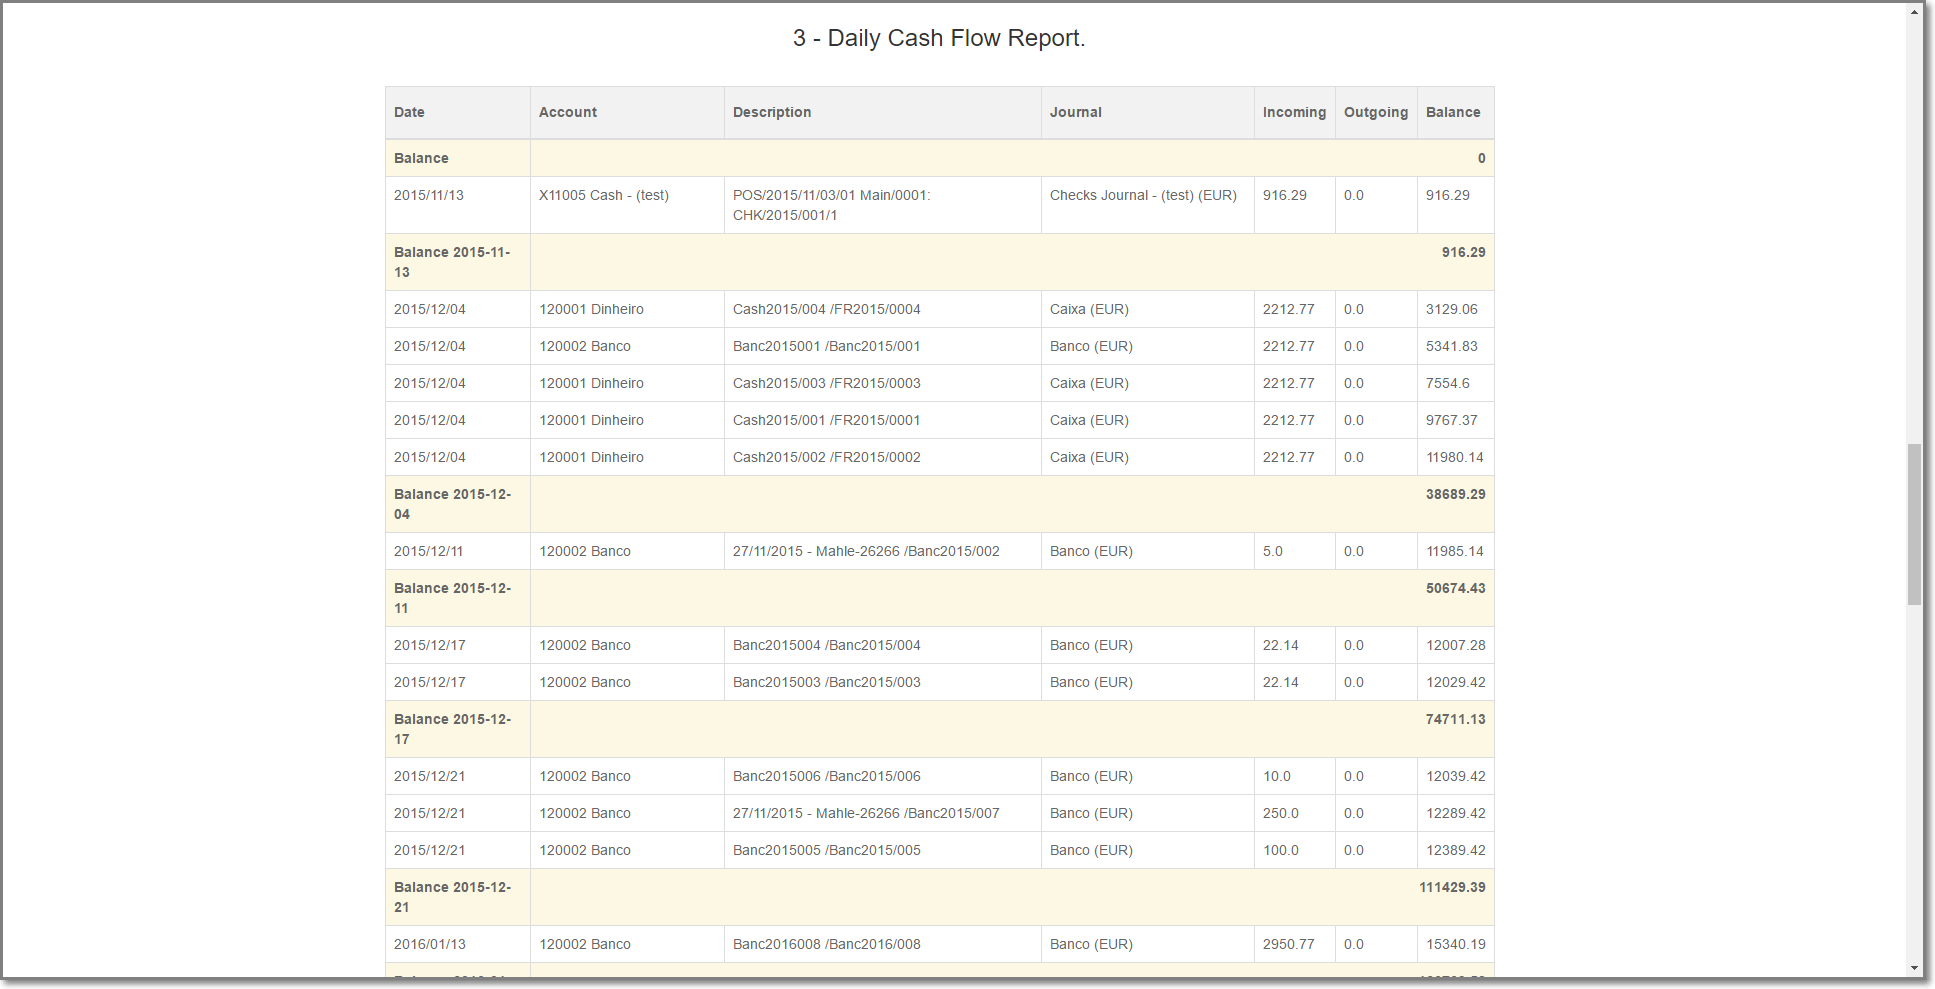 3 - Daily Cash Flow Report.
Date Account Description Journal Incoming Outgoing Balance
Balance 0
2015/11/13 X11005 Cash - (test) POS/2015/11/03/01 Main/0001: Checks Journal - (test) (EUR) 916.29 0.0 916.29
CHK/2015/001/1
Balance 2015-11- 916.29
13
2015/12/04 120001 Dinheiro Cash2015/004 /FR2015/0004 Caixa (EUR) 2212.77 0.0 3129.06
2015/12/04 120002 Banco Banc2015001 /Banc2015/001 Banco (EUR) 2212.77 0.0 5341.83
2015/12/04 120001 Dinheiro Cash2015/003 /FR2015/0003 Caixa (EUR) 2212.77 0.0 7554.6
2015/12/04 120001 Dinheiro Cash2015/001 /FR2015/0001 Caixa (EUR) 2212.77 0.0 9767.37
2015/12/04 120001 Dinheiro Cash2015/002 /FR2015/0002 Caixa (EUR) 2212.77 0.0 11980.14
Balance 2015-12- 38689.29
04
2015/12/11 120002 Banco 27/11/2015 - Mahle-26266 /Banc2015/002 Banco (EUR) 5.0 0.0 11985.14
Balance 2015-12- 50674.43
11
2015/12/17 120002 Banco Banc2015004 /Banc2015/004 Banco (EUR) 22.14 0.0 12007.28
2015/12/17 120002 Banco Banc2015003 /Banc2015/003 Banco (EUR) 22.14 0.0 12029.42
Balance 2015-12- 74711.13
17
2015/12/21 120002 Banco Banc2015006 /Banc2015/006 Banco (EUR) 10.0 0.0 12039.42
2015/12/21 120002 Banco 27/11/2015 - Mahle-26266 /Banc2015/007 Banco (EUR) 250.0 0.0 12289.42
2015/12/21 120002 Banco Banc2015005 /Banc2015/005 Banco (EUR) 100.0 0.0 12389.42
Balance 2015-12- 111429.39
21
2016/01/13 120002 Banco Banc2016008 /Banc2016/008 Banco (EUR) 2950.77 0.0 15340.19